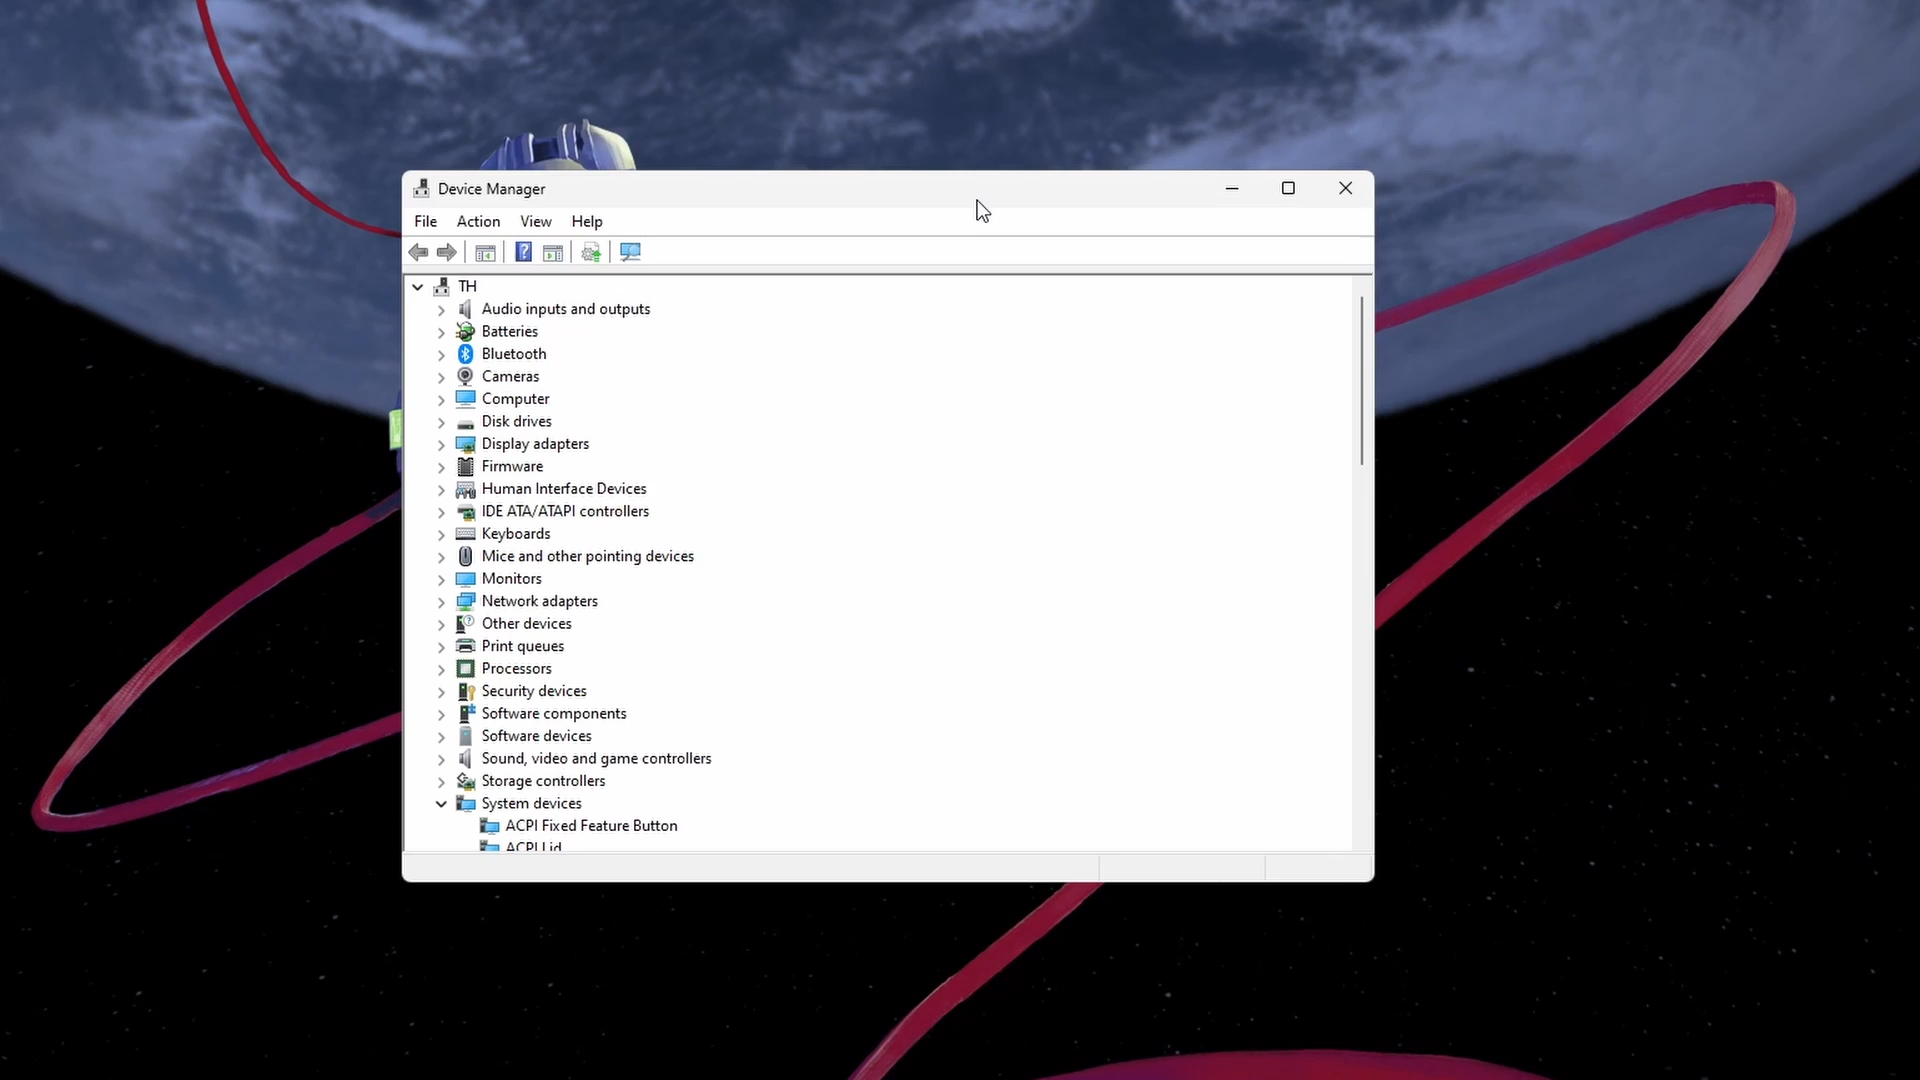 Device Manager
File Action View Help
TH
Audio inputs and outputs
Batteries
Bluetooth
Cameras
Computer
Disk drives
Display adapters
Firmware
Human Interface Devices
IDE ATA/ATAPI controllers
Keyboards
Mice and other pointing devices
Monitors
Network adapters
Other devices
Print queues
Processors
Security devices
Software components
Software devices
Sound, video and game controllers
Storage controllers
System devices
ACPI Fixed Feature Button
ACPI Lid